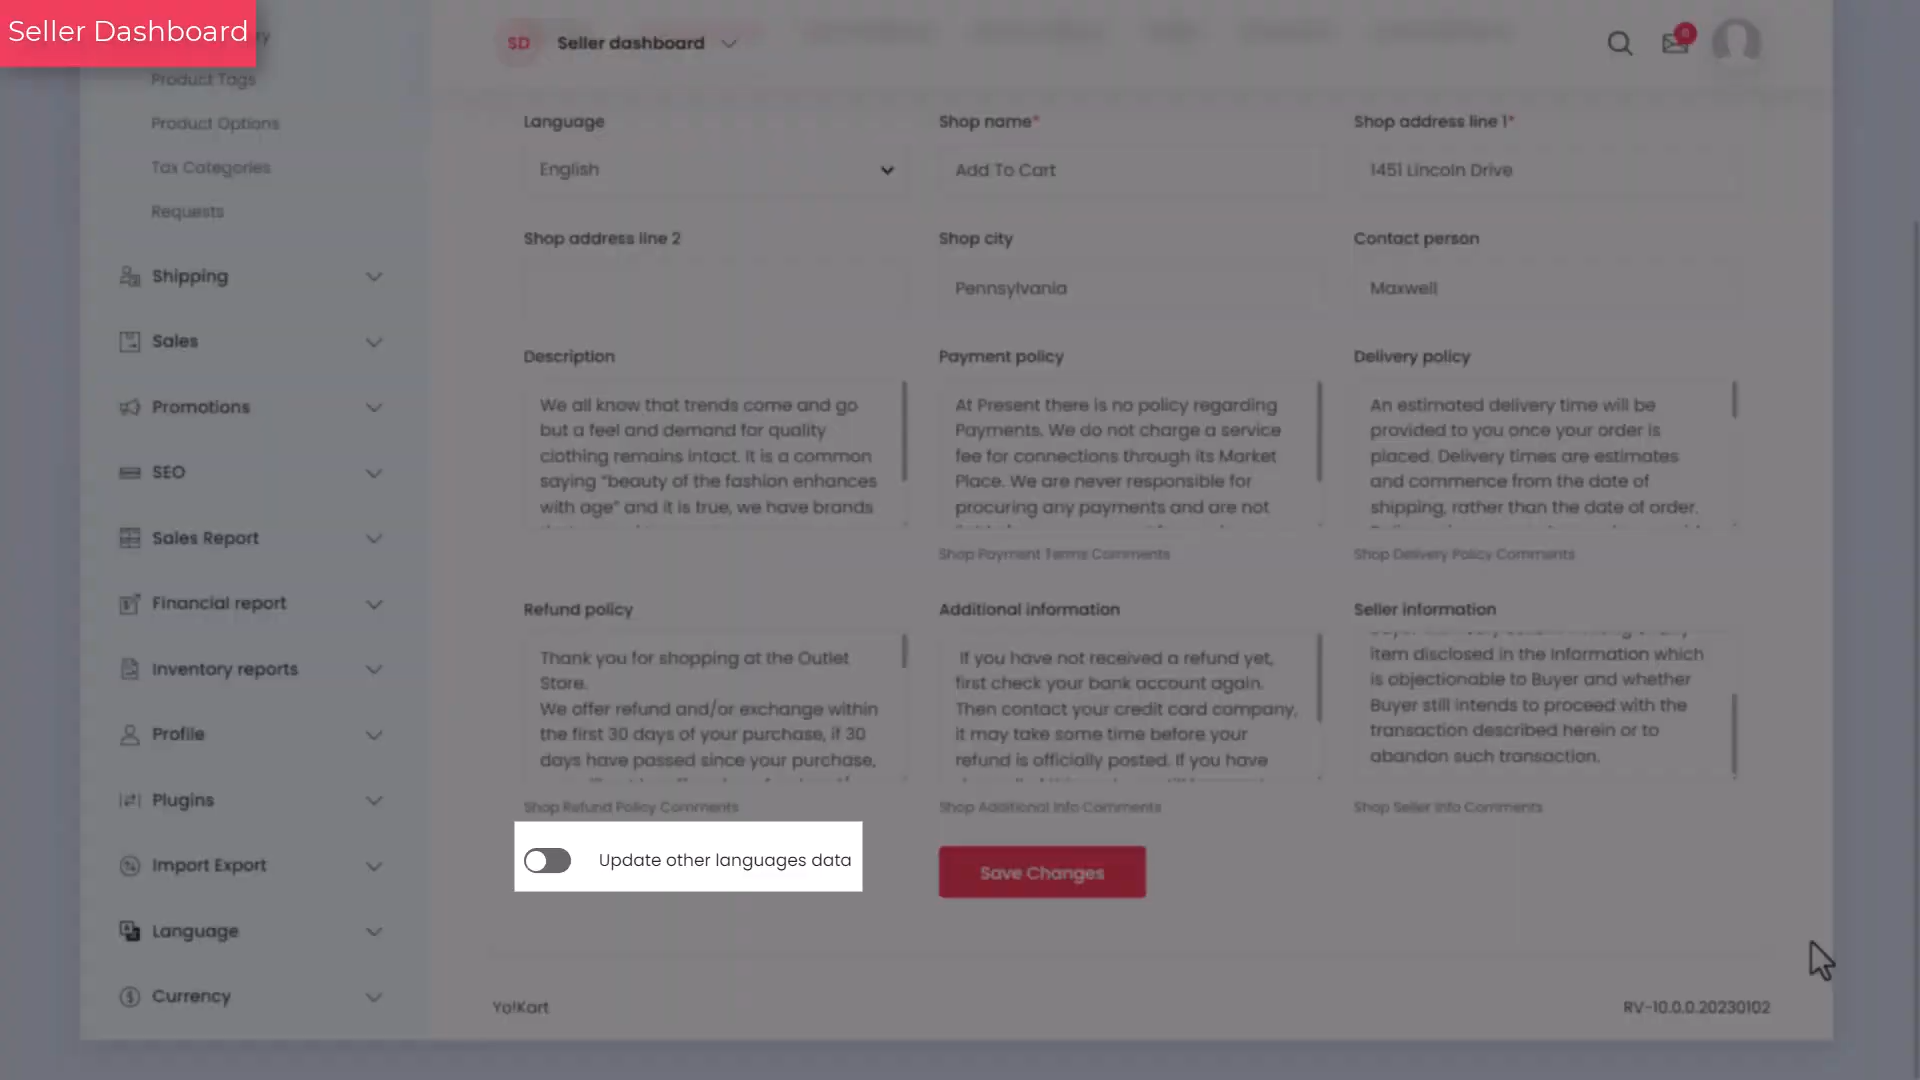 Seller Dashboard
SD Seller dashboard
0
Product Tags
Product Options
Tax Categories
Requests
Shipping
Sales
Promotions
SEO
Sales Report
Financial report
Inventory reports
Profile
Plugins
Import Export
Language
Currency
Language
English
Shop name*
Add To Cart
Shop address line 1*
1451 Lincoln Drive
Shop address line 2
Shop city
Pennsylvania
Contact person
Maxwell
Description
We all know that trends come and go
but a feel and demand for quality
clothing remains intact. It is a common
saying "beauty of the fashion enhances
with age" and it is true, we have brands
Payment policy
At Present there is no policy regarding
Payments. We do not charge a service
fee for connections through its Market
Place. We are never responsible for
procuring any payments and are not
Shop Payment Terms Comments
Delivery policy
An estimated delivery time will be
provided to you once your order is
placed. Delivery times are estimates
and commence from the date of
shipping, rather than the date of order.
Shop Delivery Policy Comments
Refund policy
Thank you for shopping at the Outlet
Store.
We offer refund and/or exchange within
the first 30 days of your purchase, if 30
days have passed since your purchase,
Shop Refund Policy Comments
Additional information
If you have not received a refund yet,
first check your bank account again.
Then contact your credit card company,
it may take some time before your
refund is officially posted. If you have
Shop Additional Info Comments
Seller information
item disclosed in the Information which
is objectionable to Buyer and whether
Buyer still intends to proceed with the
transaction described herein or to
abandon such transaction.
Shop Seller Info Comments
Update other languages data
Save Changes
Yo!Kart
RV-10.0.0.20230102